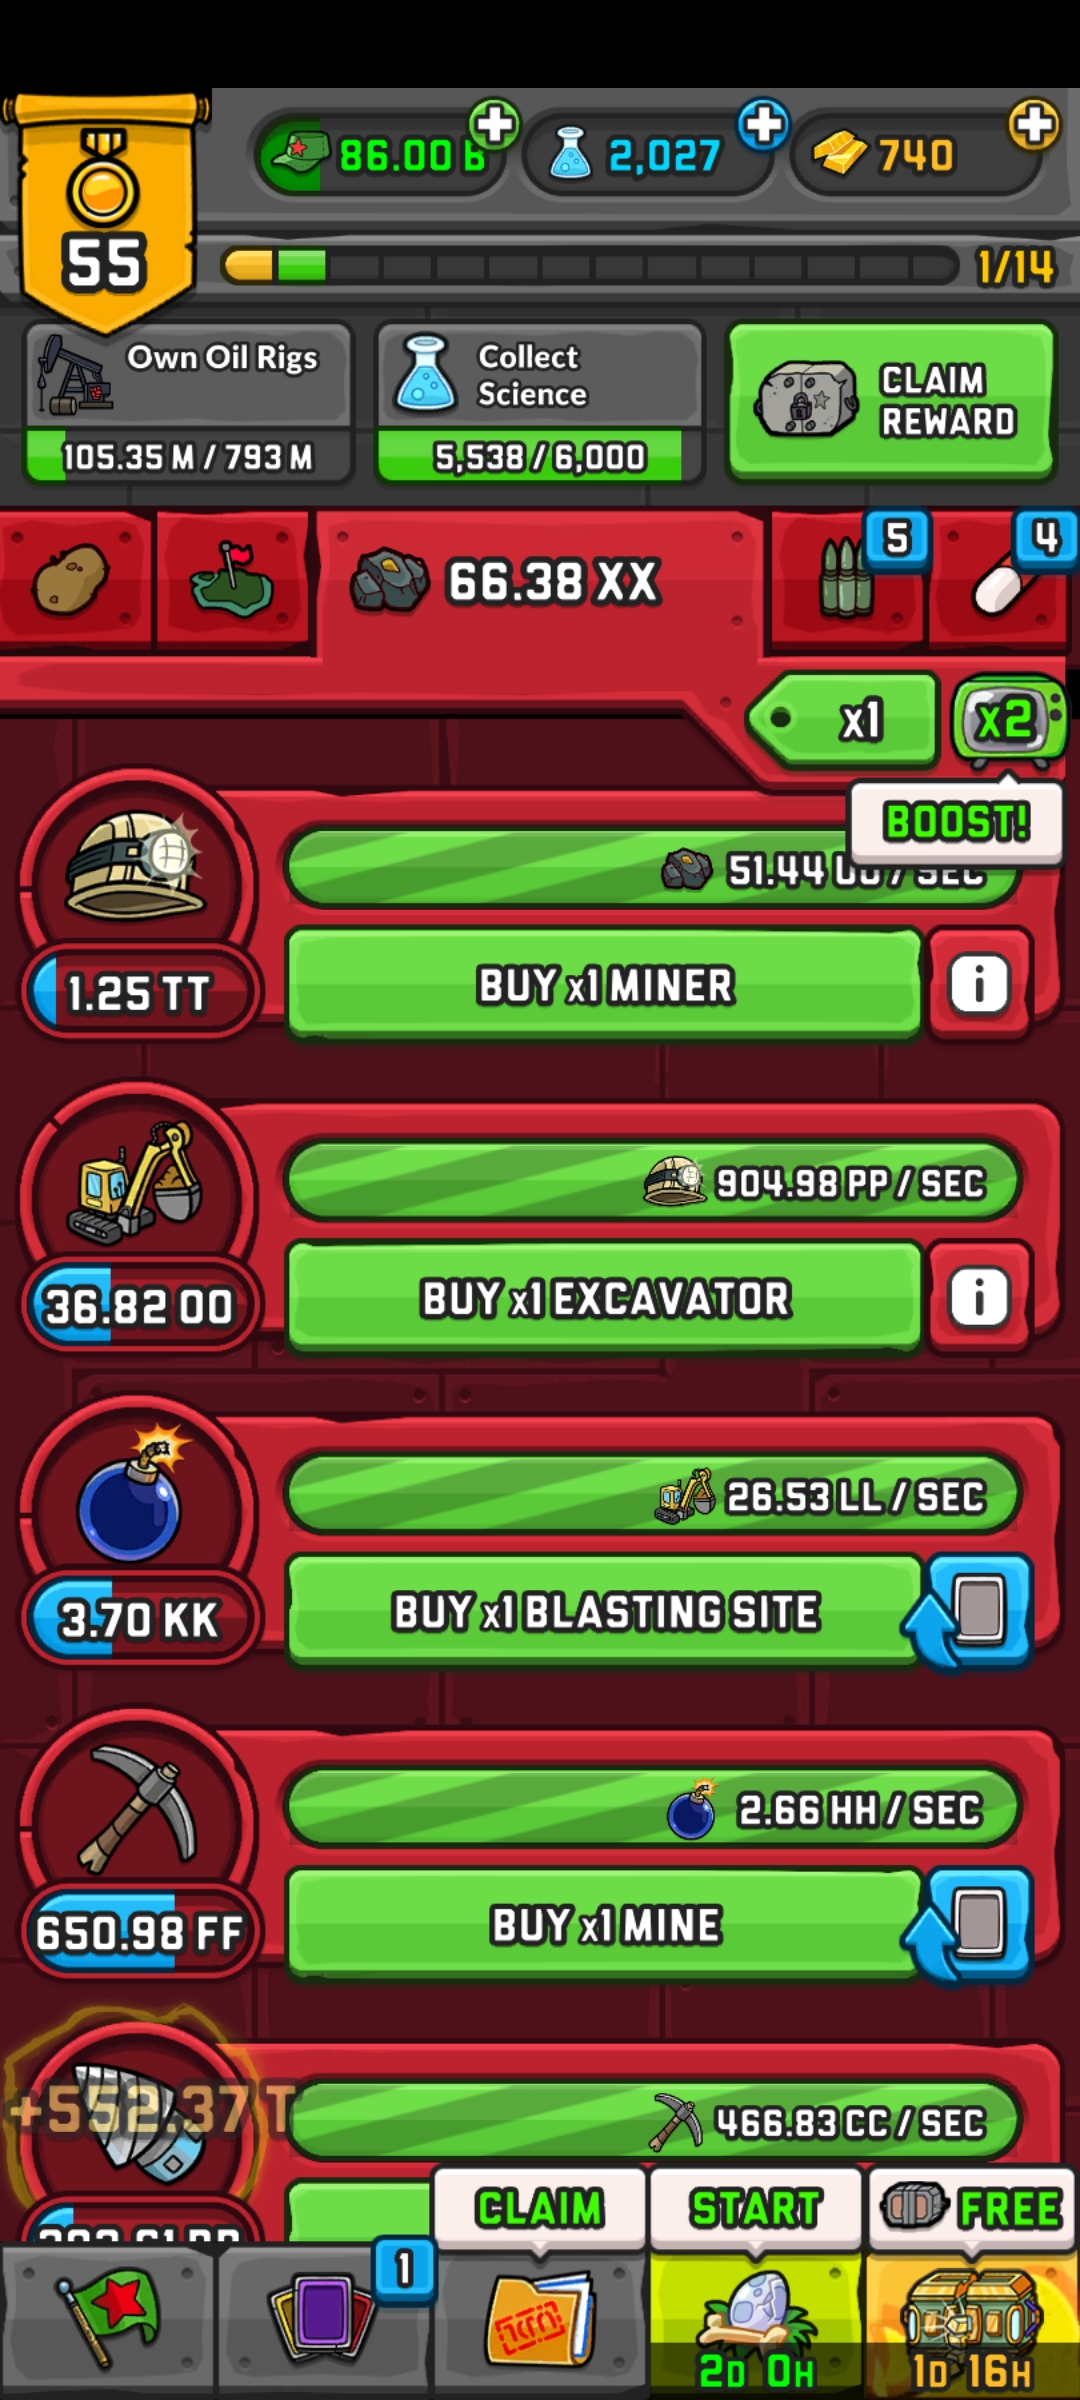 55
86.00 B
2,027
740
1/14
Own Oil Rigs
105.35 M / 793 M
Collect
Science
5,538 / 6,000
CLAIM
REWARD
66.38 XX
5
4
x1
x2
BOOST!
51.44 UU / SEC
1.25 TT
BUY x1 MINER
i
904.98 PP / SEC
36.82 OO
BUY x1 EXCAVATOR
i
26.53 LL / SEC
3.70 KK
BUY x1 BLASTING SITE
2.66 HH / SEC
650.98 FF
BUY x1 MINE
+552.37 T
466.83 CC / SEC
CLAIM
START
FREE
1
2D 0H
1D 16H